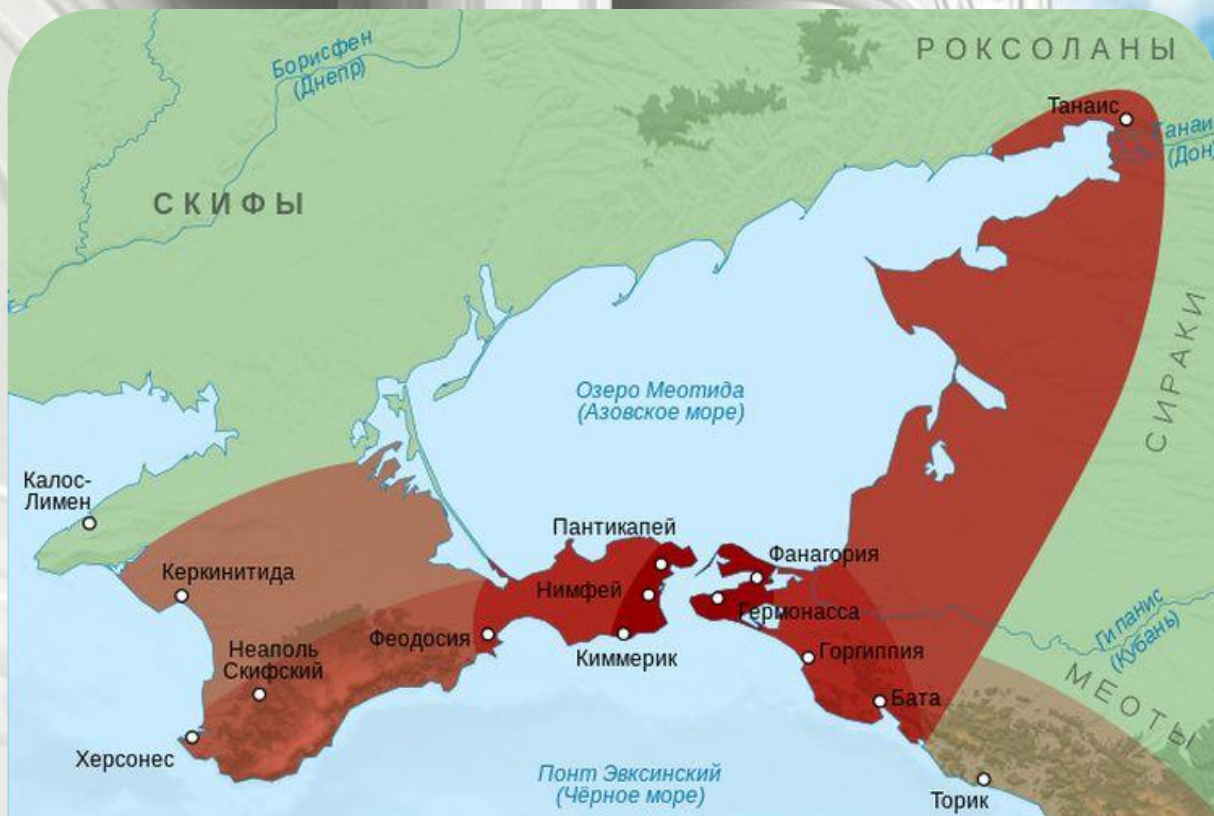 РОКСОЛАНЫ
Борисфен
(Днепр)
Танаис
(Дон)
СКИФЫ
СИРАКИ
Озеро Меотида
(Азовское море)
Калос-
Лимен
Пантикапей
Фанагория
Керкинитида
Нимфей
Гермонасса
Феодосия
Неаполь
Скифский
Киммерик
Горгиппия
Гипанис
(Кубань)
МЕОТЫ
Бата
Херсонес
Понт Эвксинский
(Чёрное море)
Торик